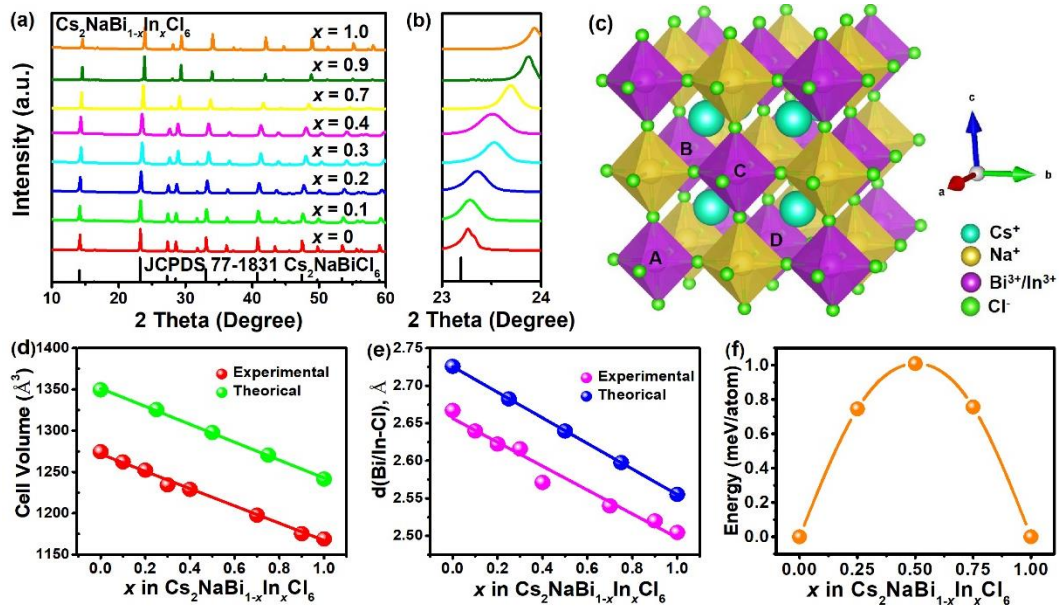 (a)
Cs2NaBi1-xInxCl6
x = 1.0
x = 0.9
x = 0.7
x = 0.4
x = 0.3
x = 0.2
x = 0.1
x = 0
JCPDS 77-1831 Cs2NaBiCl6
Intensity (a.u.)
10 20 30 40 50 60
2 Theta (Degree)
(b)
23 24
2 Theta (Degree)
(c)
B
C
A
D
c
a
b
Cs+
Na+
Bi3+/In3+
Cl-
(d)
Experimental
Theorical
Cell Volume (Å3)
1400
1350
1300
1250
1200
1150
0.0 0.2 0.4 0.6 0.8 1.0
x in Cs2NaBi1-xInxCl6
(e)
Experimental
Theorical
d(Bi/In-Cl), Å
2.75
2.70
2.65
2.60
2.55
2.50
0.0 0.2 0.4 0.6 0.8 1.0
x in Cs2NaBi1-xInxCl6
(f)
Energy (meV/atom)
1.0
0.8
0.6
0.4
0.2
0.0
0.00 0.25 0.50 0.75 1.00
x in Cs2NaBi1-xInxCl6